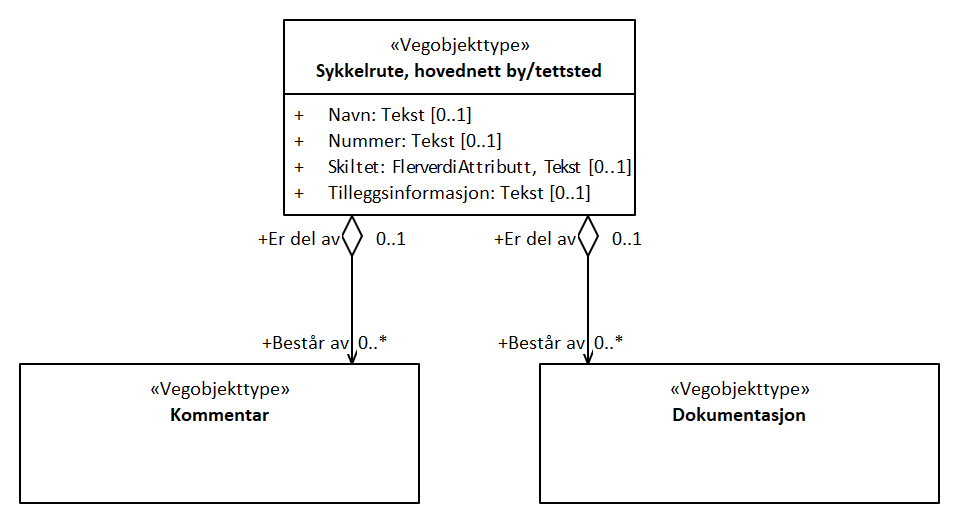 «Vegobjekttype»
Sykkelrute, hovednett by/tettsted
+ Navn: Tekst [0..1]
+ Nummer: Tekst [0..1]
+ Skiltet: FlerverdiAttributt, Tekst [0..1]
+ Tilleggsinformasjon: Tekst [0..1]
+Er del av 0..1 +Er del av 0..1
+Består av 0..* +Består av 0..*
«Vegobjekttype»
Kommentar
«Vegobjekttype»
Dokumentasjon